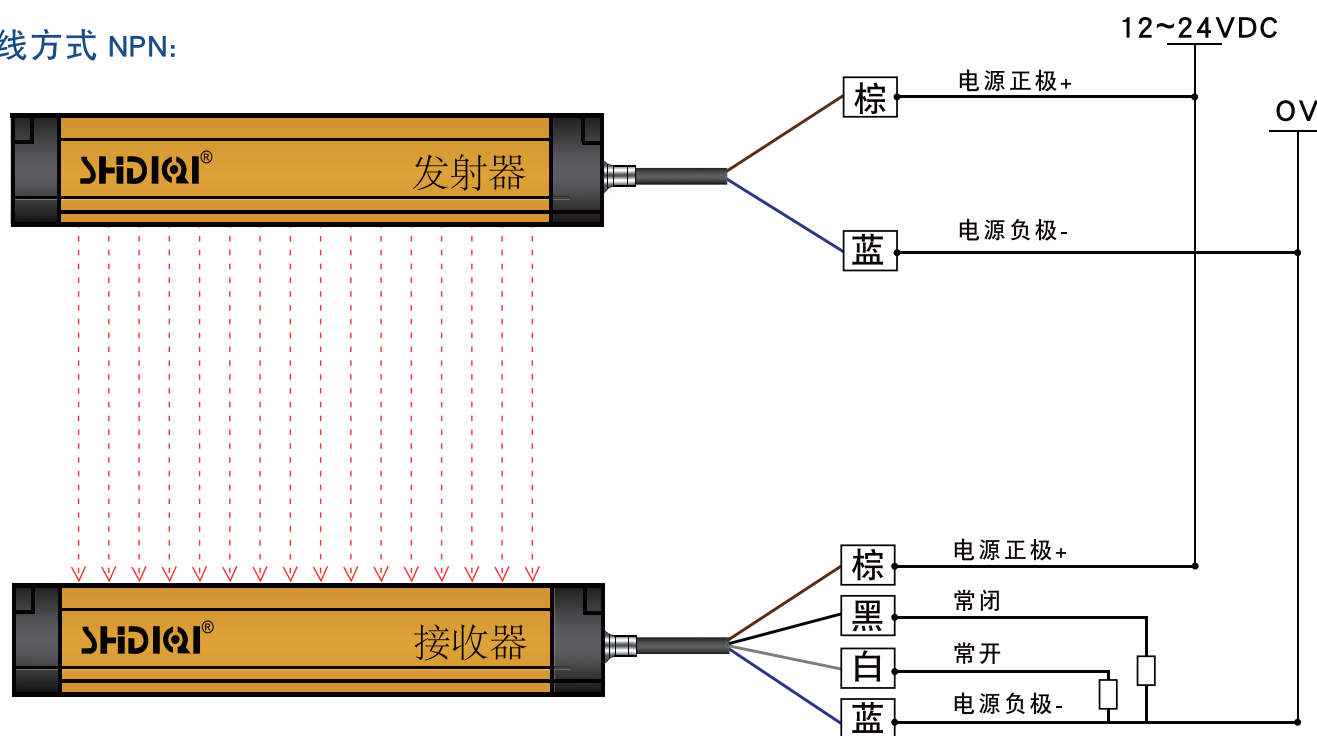 线方式 NPN:
12~24VDC
0V
棕 电源正极+
SHDIQI® 发射器
蓝 电源负极-
棕 电源正极+
黑 常闭
SHDIQI® 接收器
白 常开
蓝 电源负极-